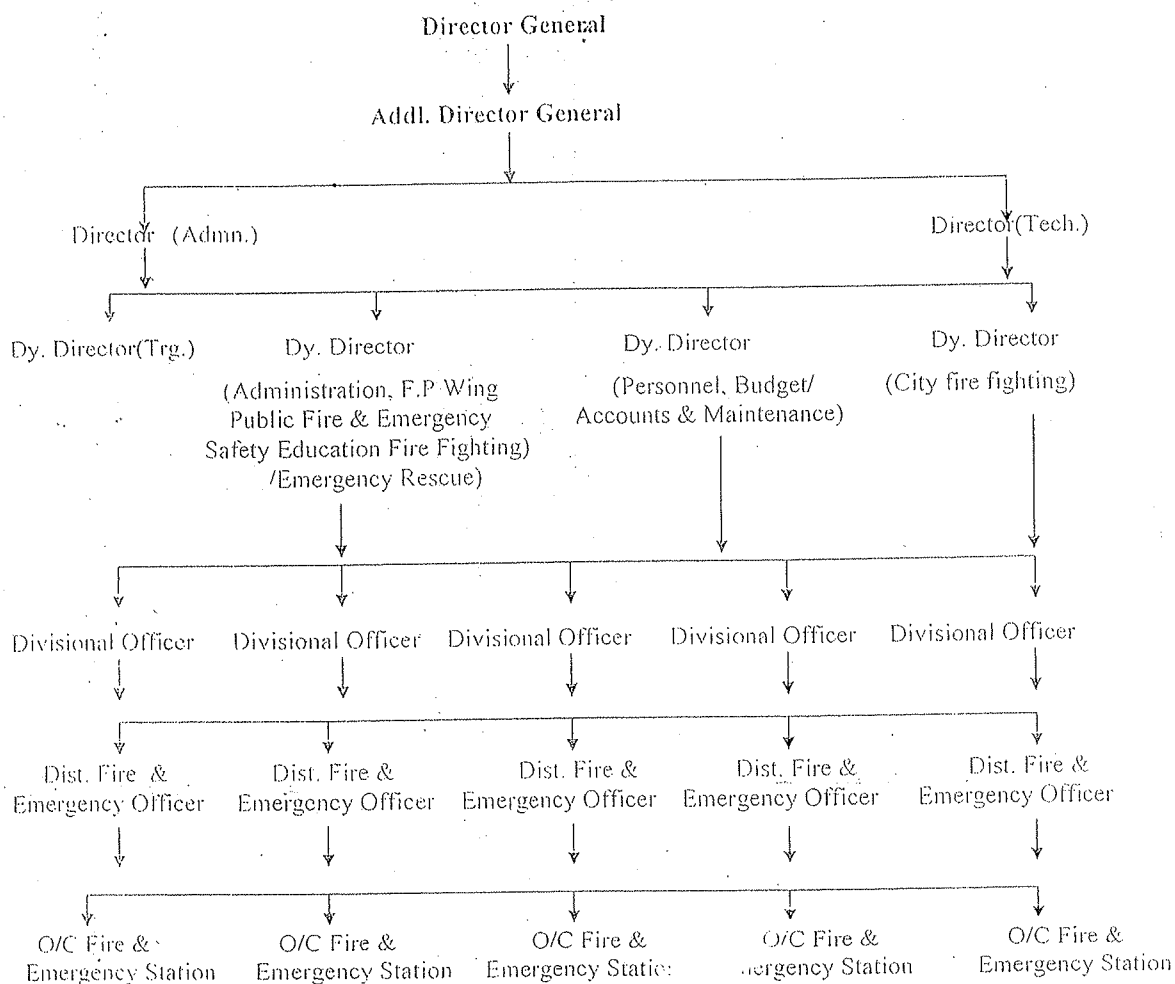 Director General
Addl. Director General
Director (Admn.)
Director(Tech.)
Dy. Director(Trg.)
Dy. Director
(Administration, F.P Wing
Public Fire & Emergency
Safety Education Fire Fighting)
/Emergency Rescue)
Dy. Director
(Personnel, Budget/
Accounts & Maintenance)
Dy. Director
(City fire fighting)
Divisional Officer
Divisional Officer
Divisional Officer
Divisional Officer
Divisional Officer
Dist. Fire &
Emergency Officer
Dist. Fire &
Emergency Officer
Dist. Fire &
Emergency Officer
Dist. Fire &
Emergency Officer
Dist. Fire &
Emergency Officer
O/C Fire &
Emergency Station
O/C Fire &
Emergency Station
O/C Fire &
Emergency
O/C Fire &
Station
O/C Fire &
Emergency Station